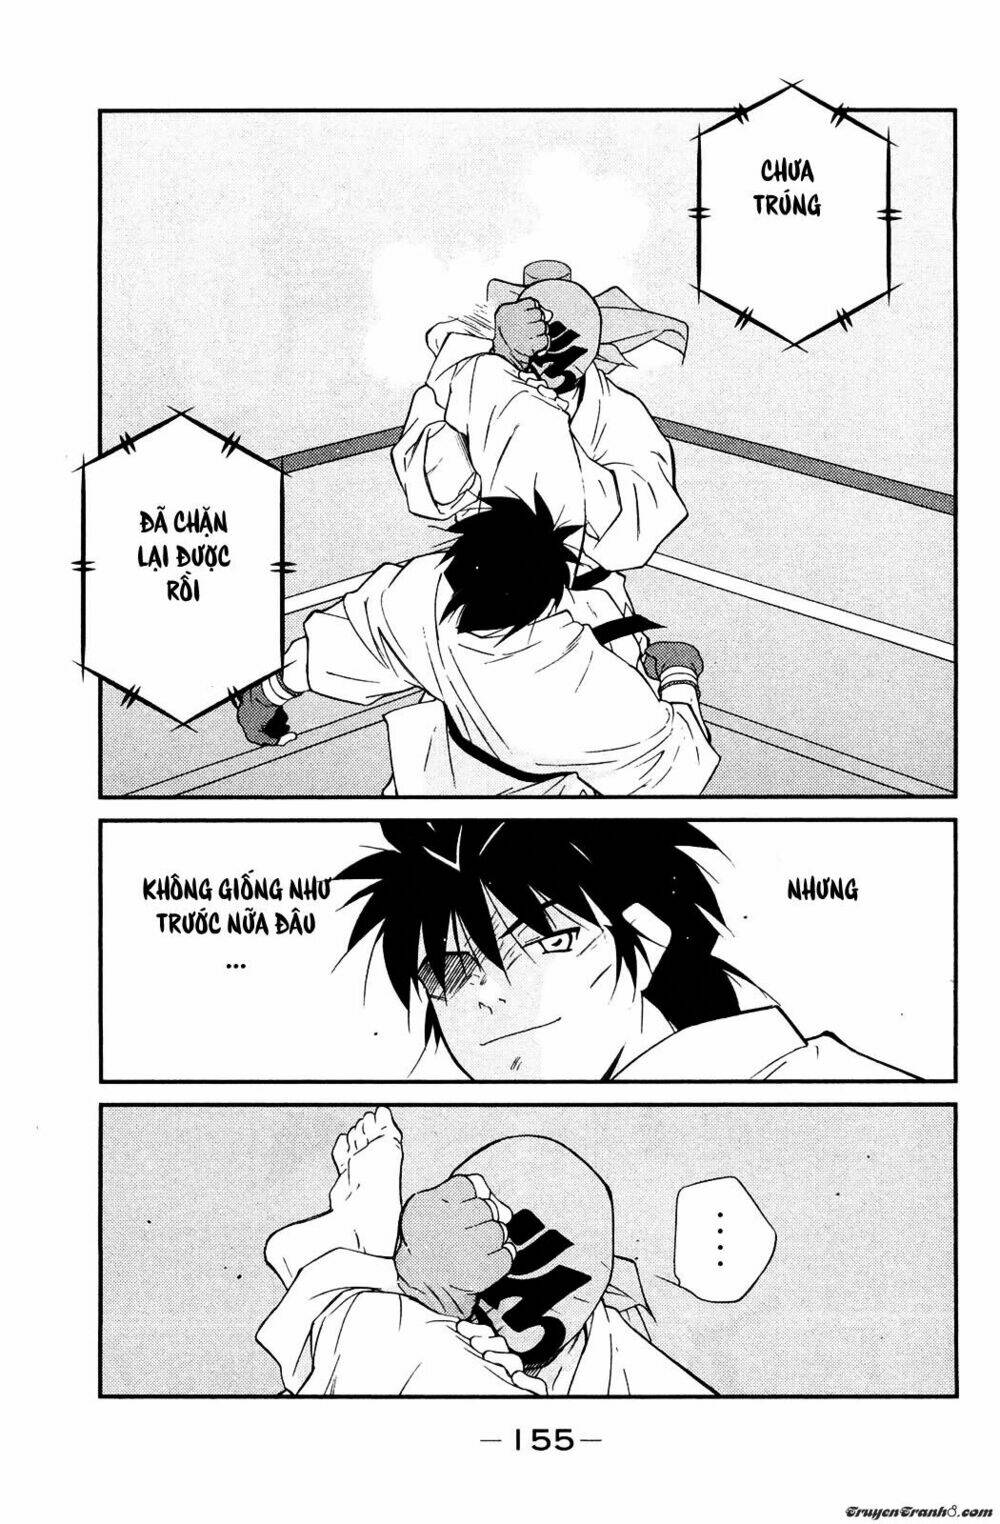 CHƯA
TRÚNG
ĐÃ CHẶN
LẠI ĐƯỢC
RỒI
NHƯNG
KHÔNG GIỐNG NHƯ
TRƯỚC NỮA ĐÂU
...
....
— 155 —
TruyenTranh8.com